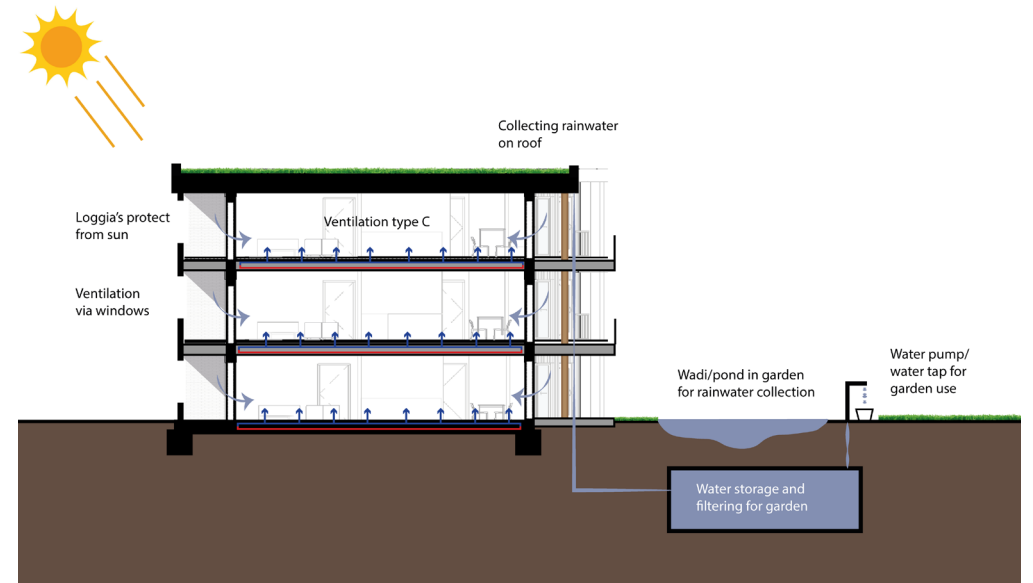 Collecting rainwater
on roof
Loggia's protect
from sun
Ventilation type C
Ventilation
via windows
Wadi/pond in garden
for rainwater collection
Water pump/
water tap for
garden use
Water storage and
filtering for garden